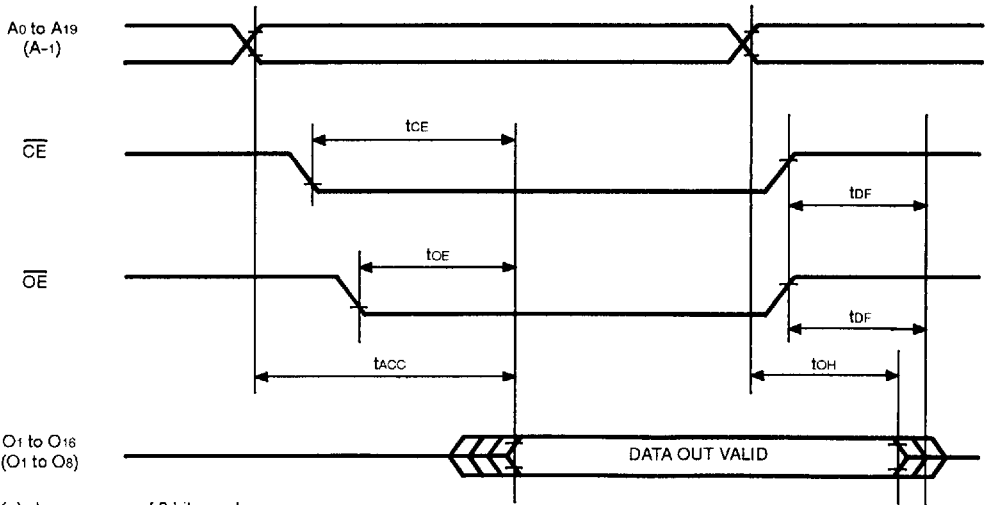 A0 to A19
(A-1)
tCE
CE
tDF
tOE
OE
tDF
tACC
tOH
O1 to O16
(O1 to O8)
DATA OUT VALID